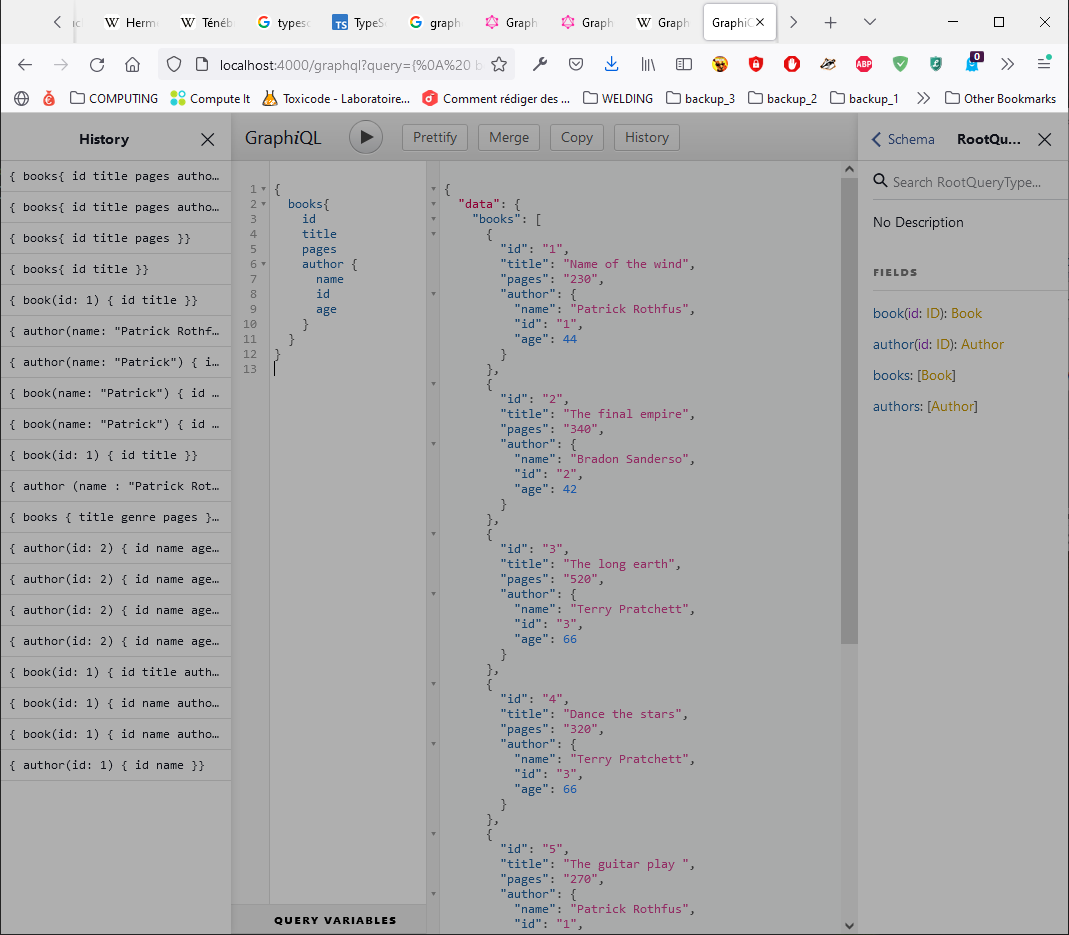 Herm
Ténéb
typesc
TS TypeSc
graph
Graph
Graph
Graph
GraphiC
localhost:4000/graphql?query={%0A%20 b
ABP
0
COMPUTING
Compute It
Toxicode - Laboratoire...
Comment rédiger des ...
WELDING
backup_3
backup_2
backup_1
Other Bookmarks
History
{ books{ id title pages autho…
{ books{ id title pages autho…
{ books{ id title pages }}
{ books{ id title }}
{ book(id: 1) { id title }}
{ author(name: "Patrick Rothf…
{ author(name: "Patrick") { i…
{ book(name: "Patrick") { id …
{ book(name: "Patrick") { id …
{ book(id: 1) { id title }}
{ author (name : "Patrick Rot…
{ books { title genre pages }…
{ author(id: 2) { id name age…
{ author(id: 2) { id name age…
{ author(id: 2) { id name age…
{ author(id: 2) { id name age…
{ book(id: 1) { id title auth…
{ book(id: 1) { id name autho…
{ book(id: 1) { id name autho…
{ author(id: 1) { id name }}
GraphiQL
Prettify
Merge
Copy
History
1 {
2 books{
3 id
4 title
5 pages
6 author {
7 name
8 id
9 age
10 }
11 }
12 }
13
QUERY VARIABLES
{
"data": {
"books": [
{
"id": "1",
"title": "Name of the wind",
"pages": "230",
"author": {
"name": "Patrick Rothfus",
"id": "1",
"age": 44
}
},
{
"id": "2",
"title": "The final empire",
"pages": "340",
"author": {
"name": "Bradon Sanderso",
"id": "2",
"age": 42
}
},
{
"id": "3",
"title": "The long earth",
"pages": "520",
"author": {
"name": "Terry Pratchett",
"id": "3",
"age": 66
}
},
{
"id": "4",
"title": "Dance the stars",
"pages": "320",
"author": {
"name": "Terry Pratchett",
"id": "3",
"age": 66
}
},
{
"id": "5",
"title": "The guitar play ",
"pages": "270",
"author": {
"name": "Patrick Rothfus",
"id": "1",
Schema
RootQu...
Search RootQueryType...
No Description
FIELDS
book(id: ID): Book
author(id: ID): Author
books: [Book]
authors: [Author]